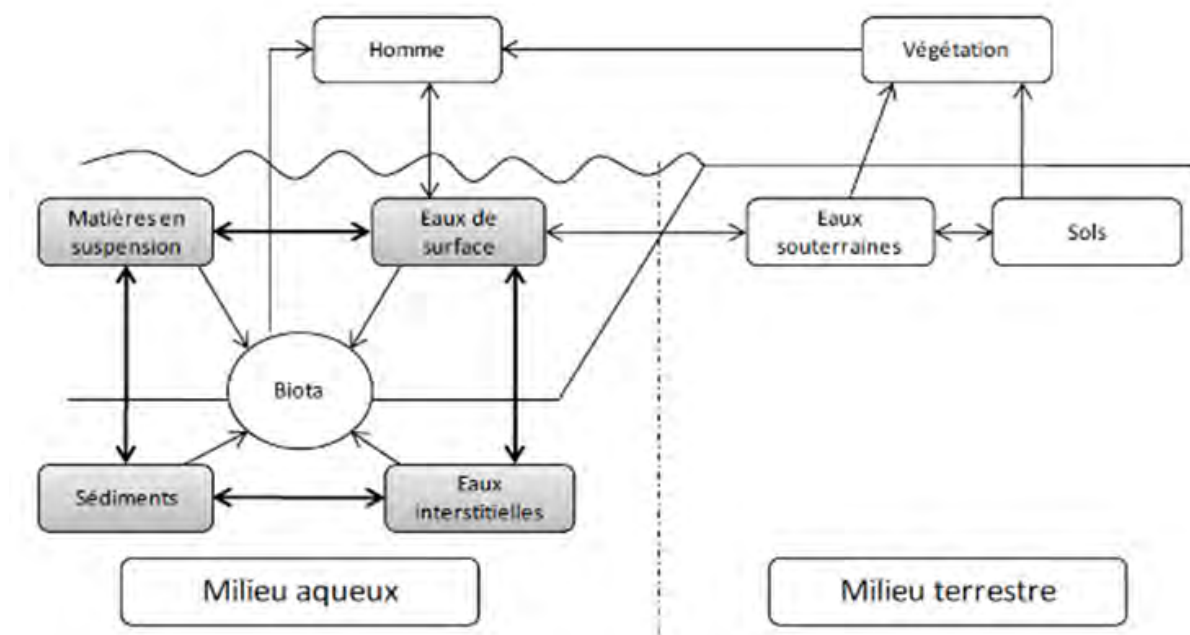 Homme
Végétation
Matières en
suspension
Eaux de
surface
Eaux
souterraines
Sols
Biota
Sédiments
Eaux
interstitielles
Milieu aqueux
Milieu terrestre